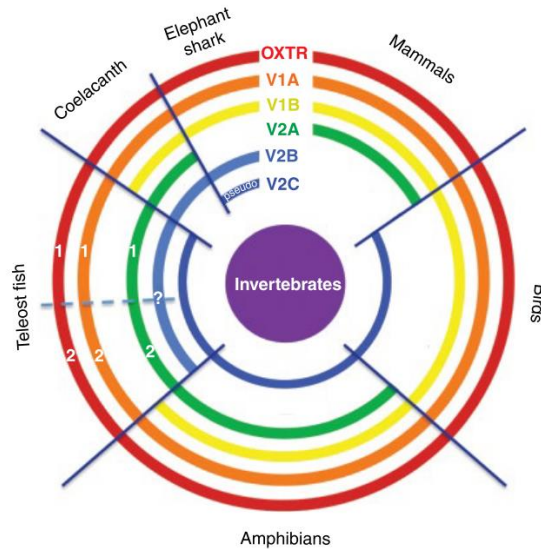 Elephant
shark
Coelacanth
Mammals
OXTR
V1A
V1B
V2A
V2B
V2C
pseudo
1 1 1
Invertebrates
?
Teleost fish
Birds
2 2 2
Amphibians